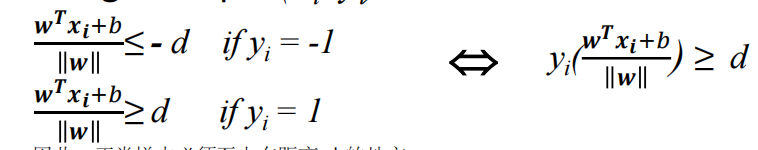 (wᵀxᵢ+b)/‖w‖ ≤ - d if yᵢ = -1
⇔ yᵢ((wᵀxᵢ+b)/‖w‖) ≥ d
(wᵀxᵢ+b)/‖w‖ ≥ d if yᵢ = 1